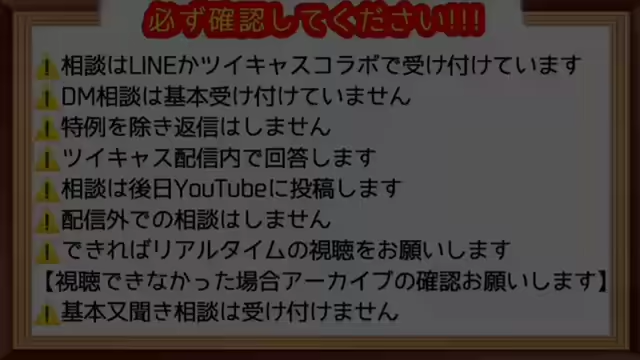 必ず確認してください!!!
⚠相談はLINEかツイキャスコラボで受け付けています
⚠DM相談は基本受け付けていません
⚠特例を除き返信はしません
⚠ツイキャス配信内で回答します
⚠相談は後日YouTubeに投稿します
⚠配信外での相談はしません
⚠できればリアルタイムの視聴をお願いします
【視聴できなかった場合アーカイブの確認お願いします】
⚠基本又聞き相談は受け付けません